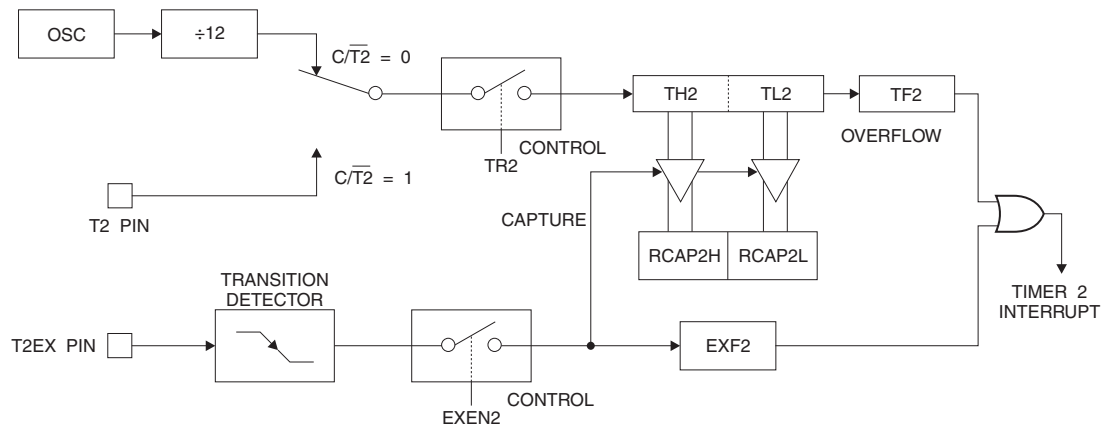 OSC
÷12
C/T2 = 0
TH2
TL2
TF2
OVERFLOW
CONTROL
TR2
C/T2 = 1
T2 PIN
CAPTURE
RCAP2H
RCAP2L
TRANSITION
DETECTOR
TIMER 2
INTERRUPT
T2EX PIN
EXF2
CONTROL
EXEN2